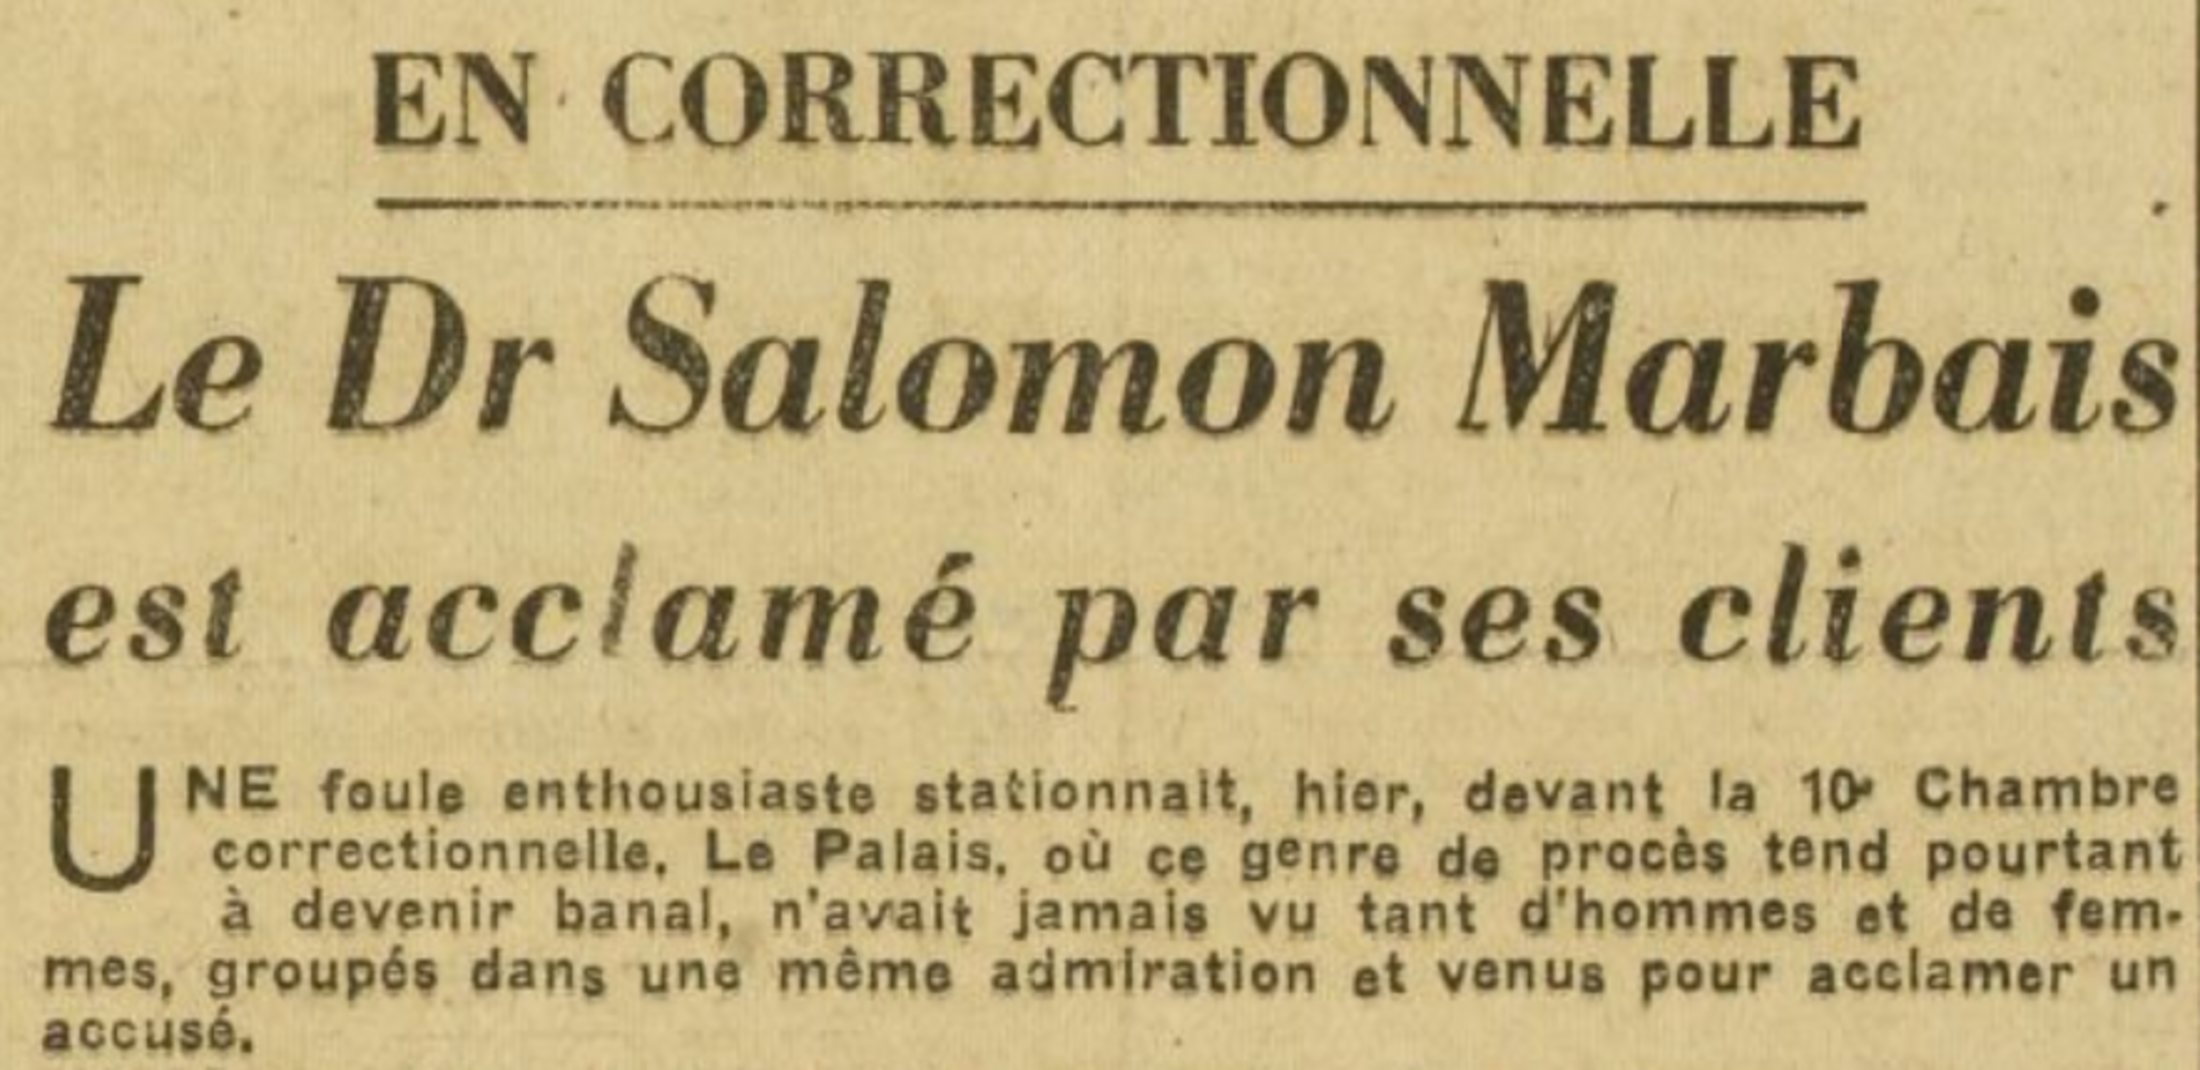 EN CORRECTIONNELLE
Le Dr Salomon Marbais
est acclamé par ses clients
UNE foule enthousiaste stationnait, hier, devant la 10e Chambre
correctionnelle. Le Palais, où ce genre de procès tend pourtant
à devenir banal, n'avait jamais vu tant d'hommes et de fem-
mes, groupés dans une même admiration et venus pour acclamer un
accusé.